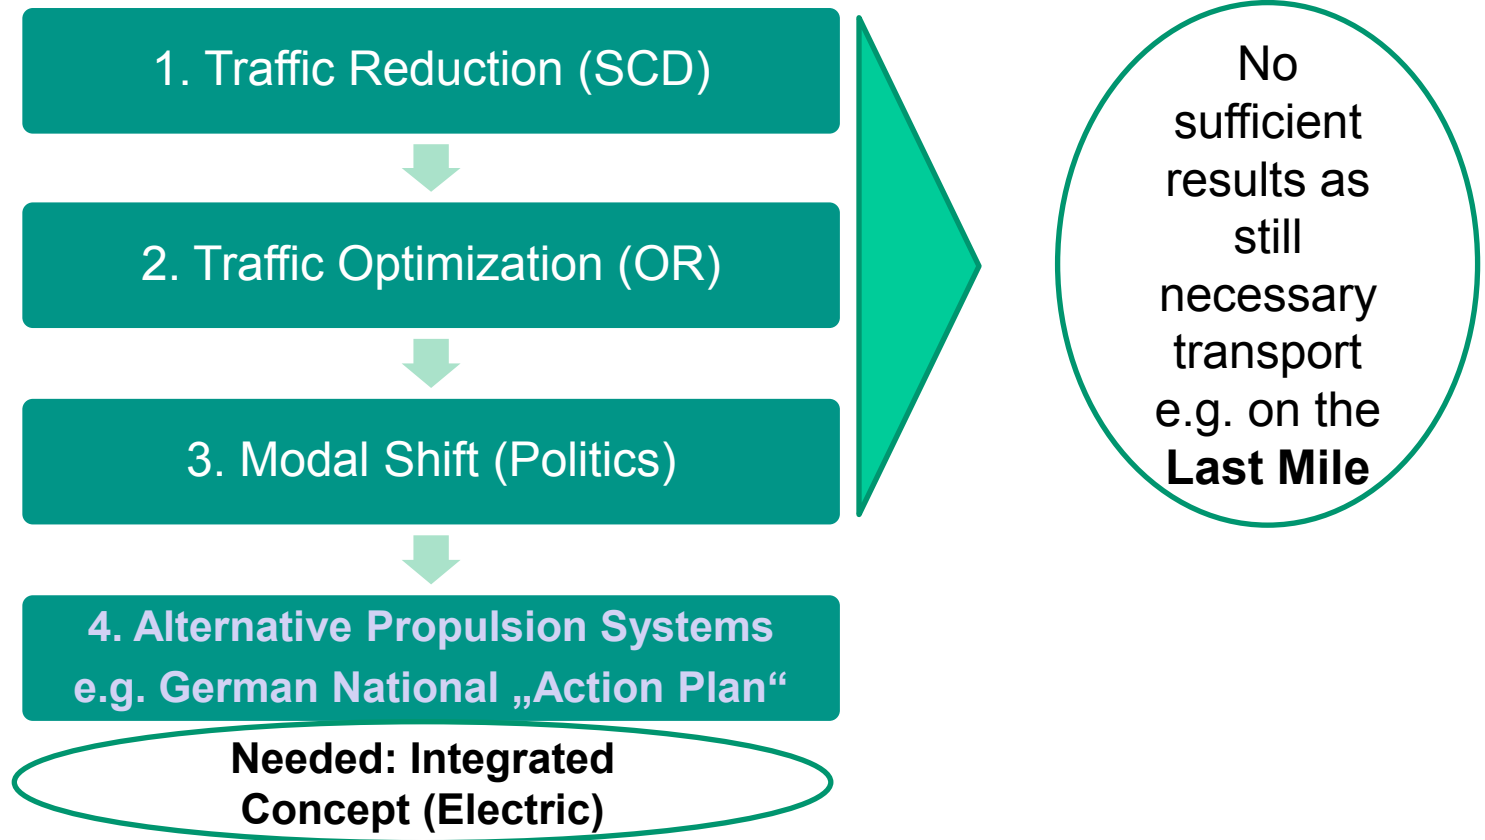 1. Traffic Reduction (SCD)
2. Traffic Optimization (OR)
3. Modal Shift (Politics)
4. Alternative Propulsion Systems
e.g. German National „Action Plan“
Needed: Integrated
Concept (Electric)
No
sufficient
results as
still
necessary
transport
e.g. on the
Last Mile